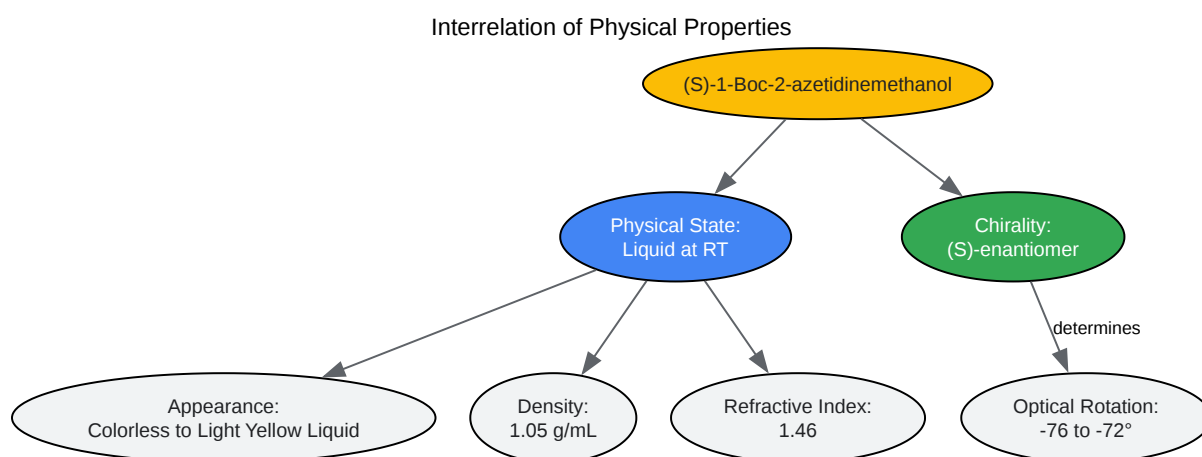 Interrelation of Physical Properties
(S)-1-Boc-2-azetidinemethanol
Physical State:
Liquid at RT
Chirality:
(S)-enantiomer
determines
Appearance:
Colorless to Light Yellow Liquid
Density:
1.05 g/mL
Refractive Index:
1.46
Optical Rotation:
-76 to -72°